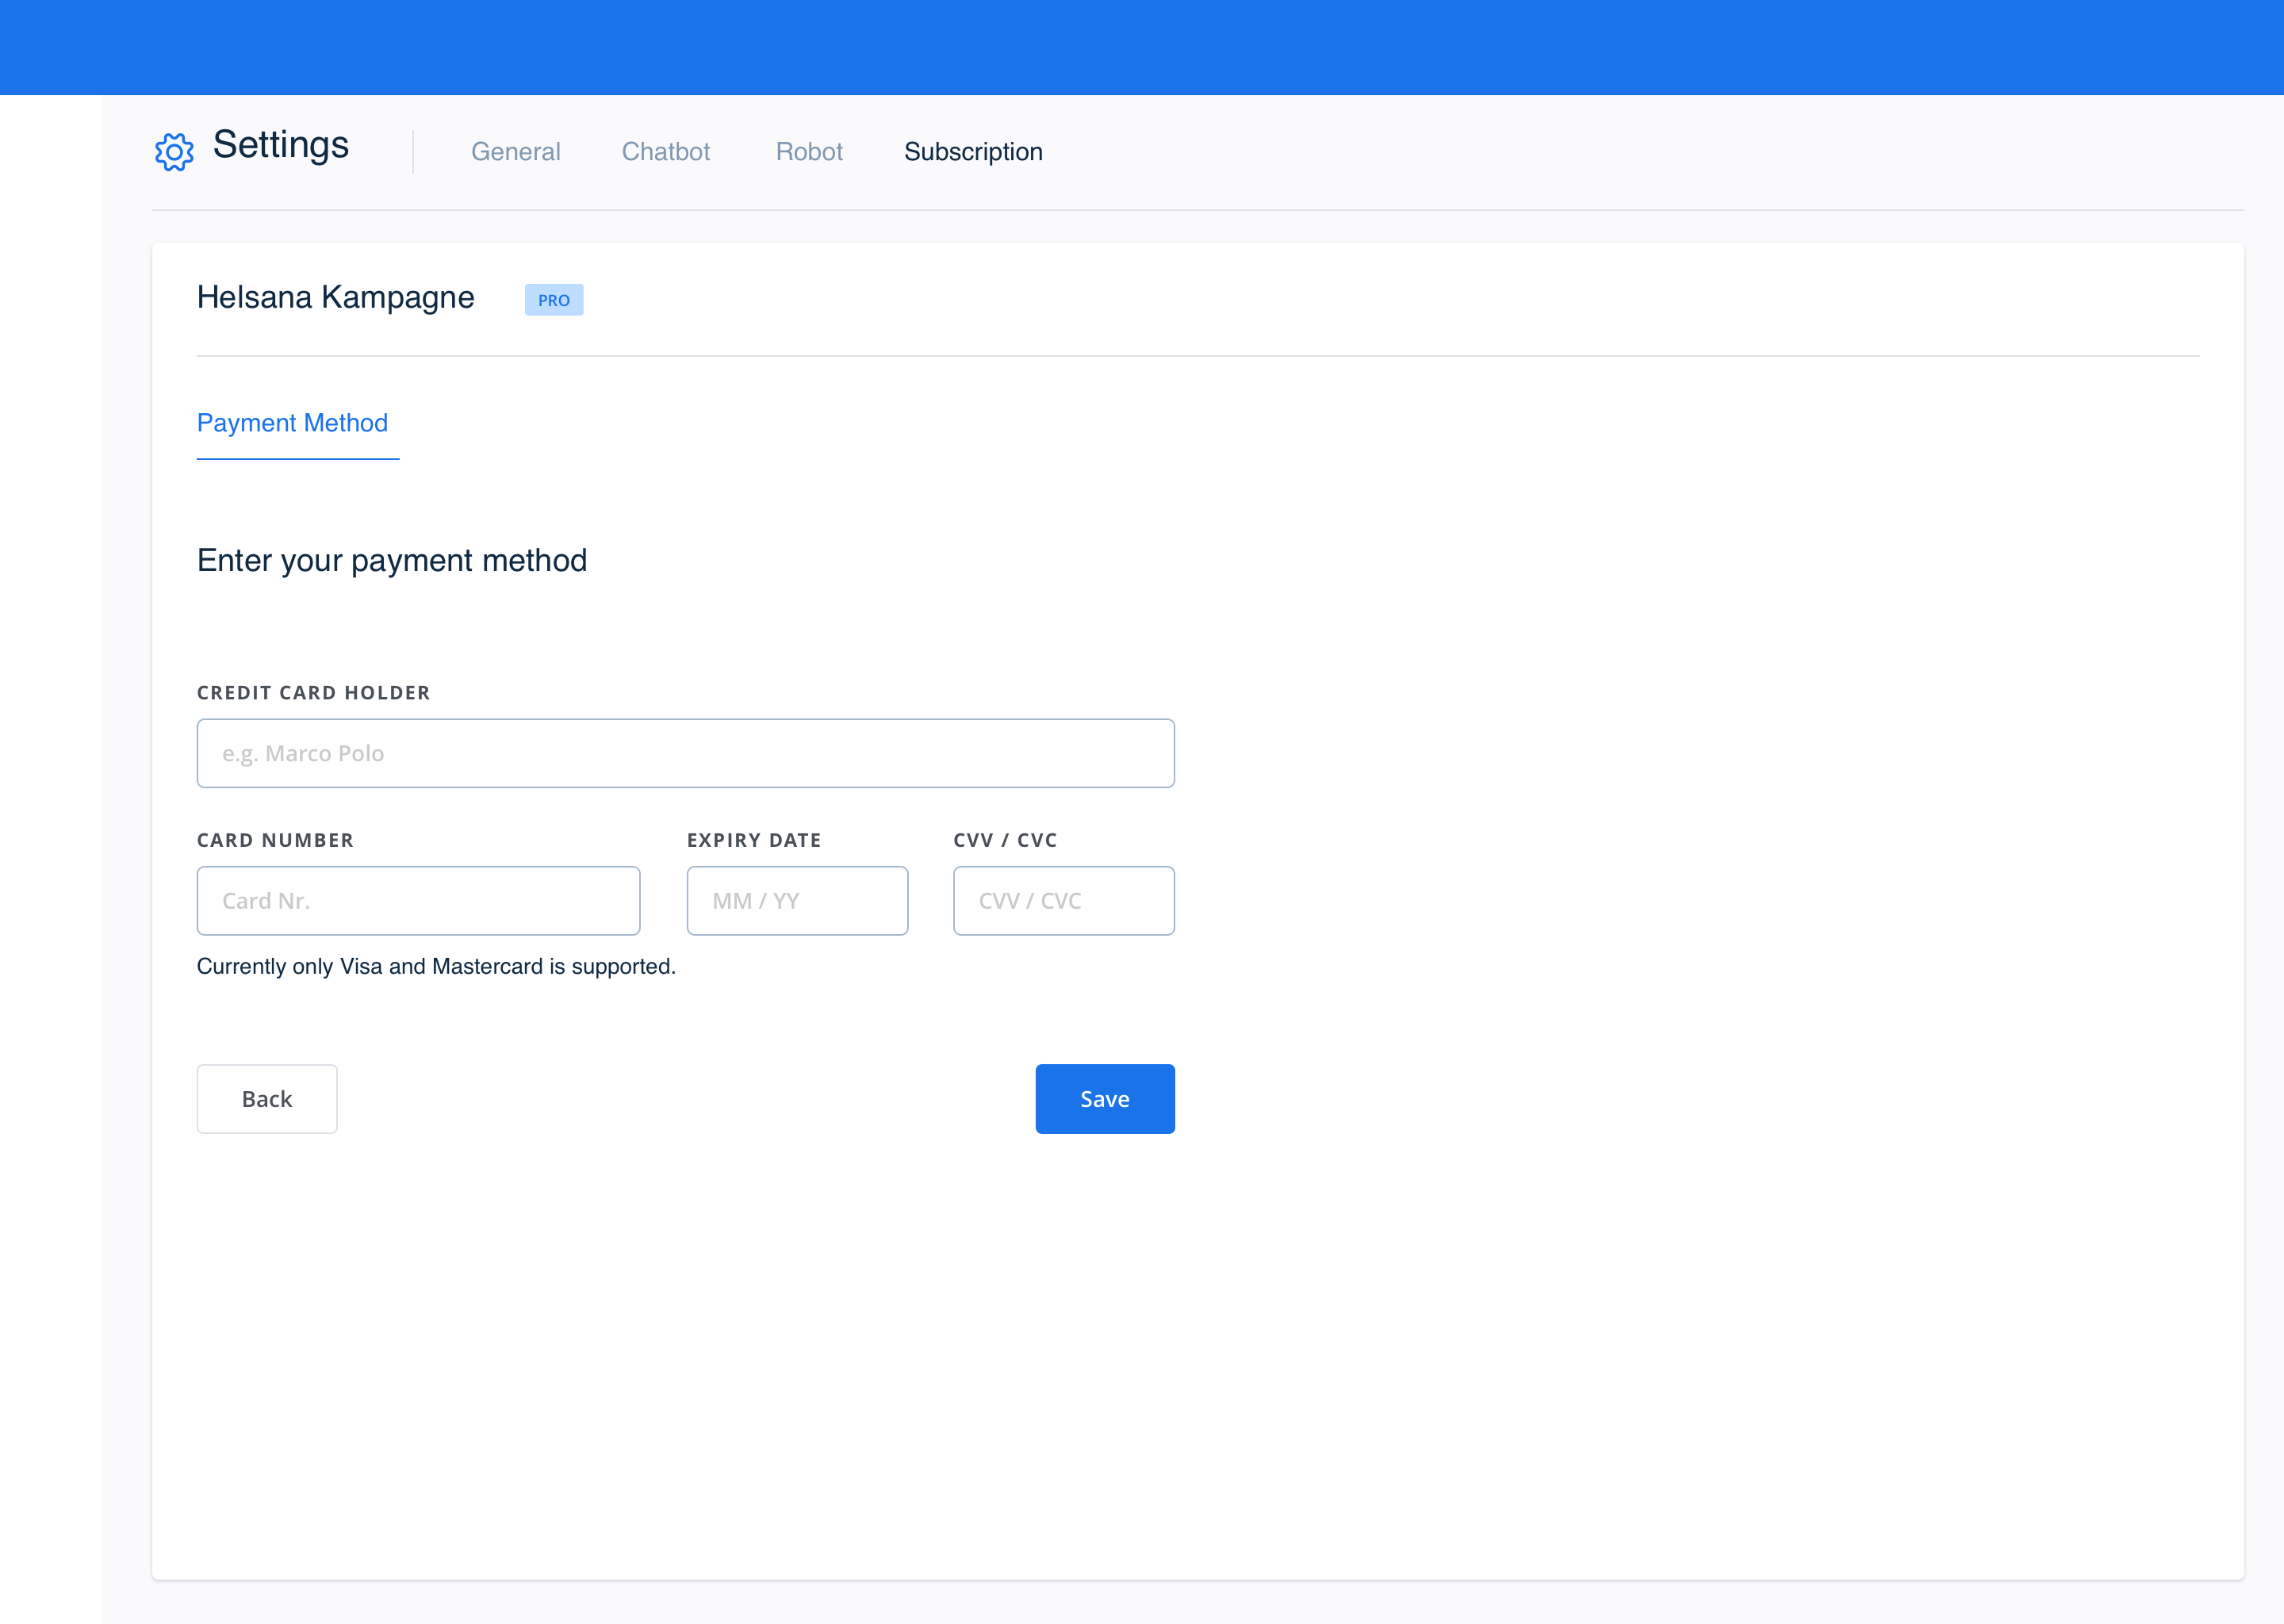 Settings
General
Chatbot
Robot
Subscription
Helsana Kampagne
PRO
Payment Method
Enter your payment method
CREDIT CARD HOLDER
e.g. Marco Polo
CARD NUMBER
EXPIRY DATE
CVV / CVC
Card Nr.
MM / YY
CVV / CVC
Currently only Visa and Mastercard is supported.
Back
Save